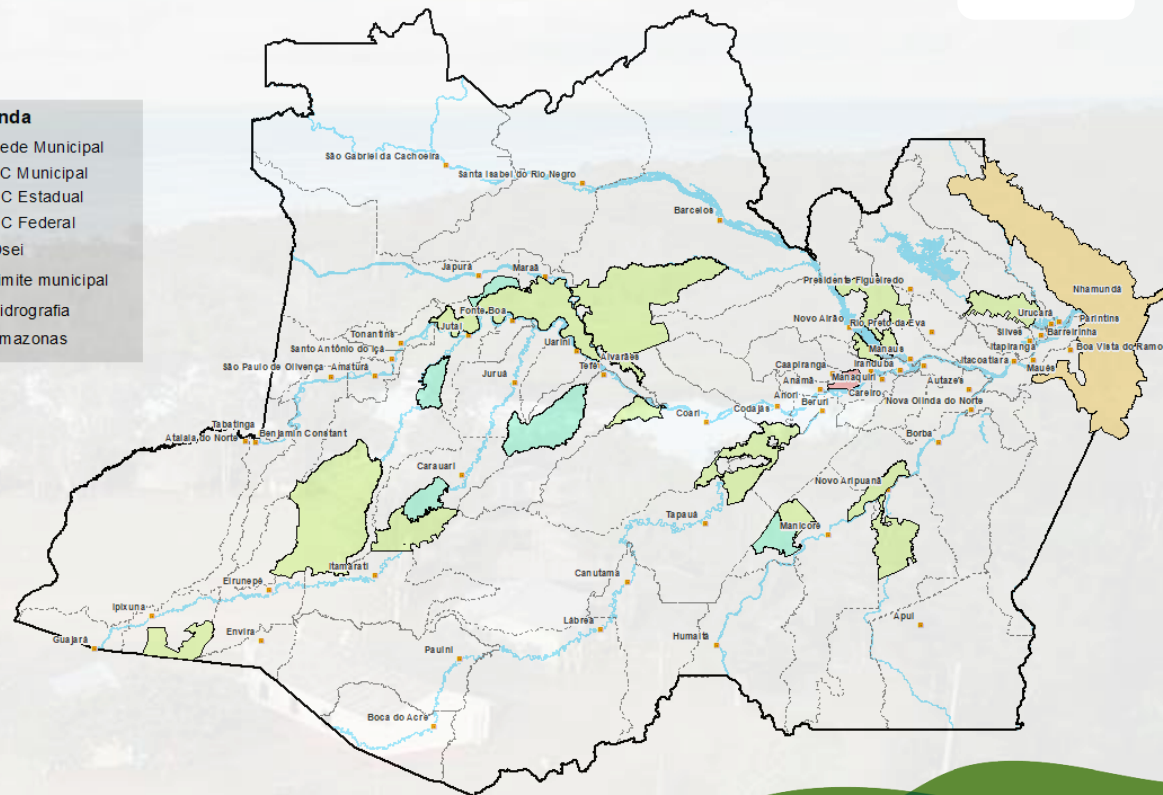 nda
ede Municipal
C Municipal
C Estadual
C Federal
sei
imite municipal
idrografia
mazonas
São Gabriel da Cachoeira
Santa Isabel do Rio Negro
Barcelos
Japurá
Maraã
Presidente Figueiredo
Nhamundá
Fonte Boa
Tonantins
Jutaí
Novo Airão
Rio Preto da Eva
Urucará
Parintins
Santo Antônio do Içá
Uarini
Alvarães
Manaus
Silves
Barreirinha
Itapiranga
Boa Vista do Ramos
São Paulo de Olivença
Amaturá
Juruá
Tefé
Caapiranga
Iranduba
Itacoatiara
Maués
Anamã
Manaquiri
Careiro
Autazes
Anori
Beruri
Nova Olinda do Norte
Coari
Codajás
Tabatinga
Atalaia do Norte
Benjamin Constant
Borba
Carauari
Novo Aripuanã
Tapauá
Manicoré
Itamarati
Eirunepé
Canutama
Ipixuna
Envira
Lábrea
Apuí
Guajará
Pauini
Humaitá
Boca do Acre